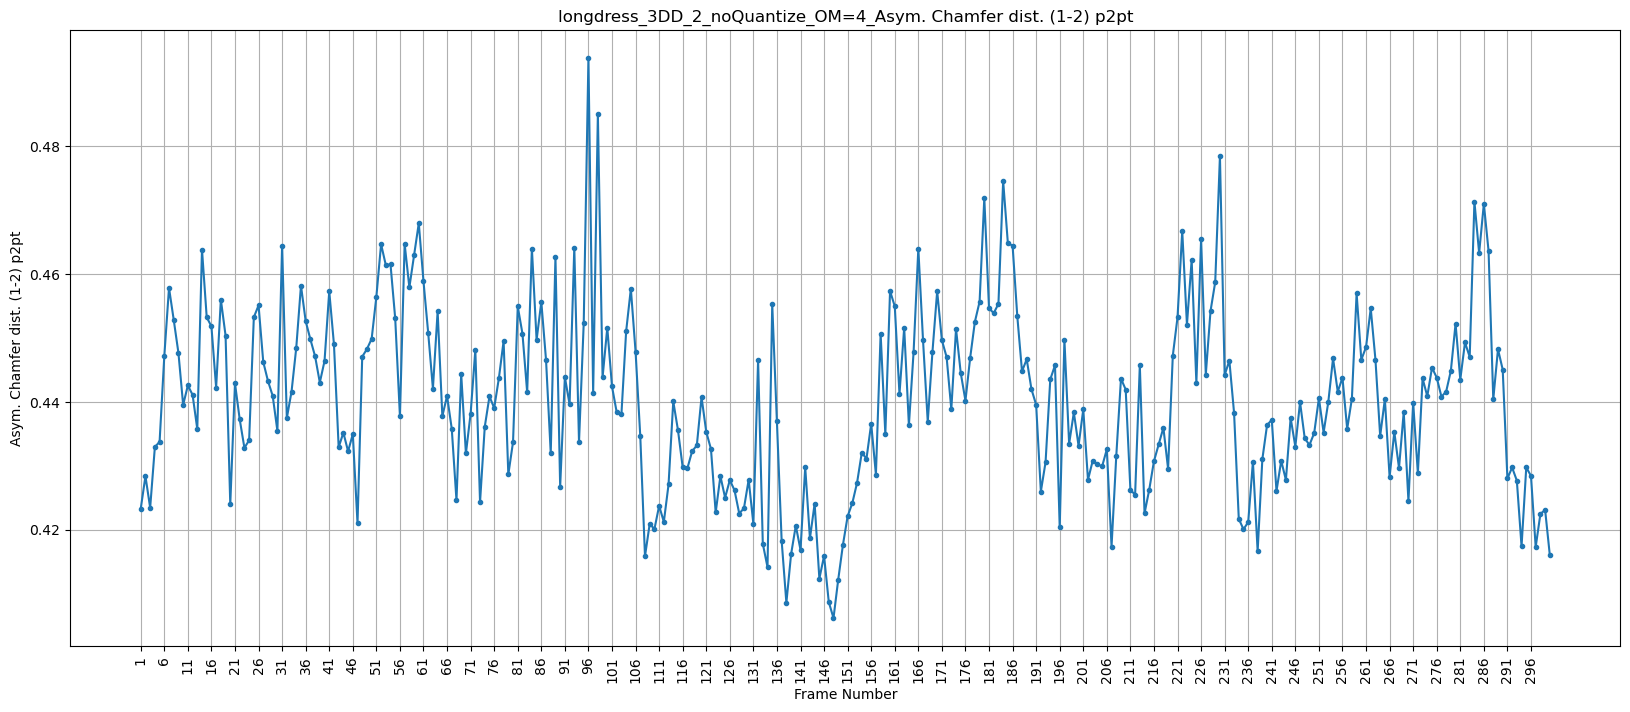 longdress_3DD_2_noQuantize_OM=4_Asym. Chamfer dist. (1-2) p2pt
Asym. Chamfer dist. (1-2) p2pt
0.48
0.46
0.44
0.42
1 6 11 16 21 26 31 36 41 46 51 56 61 66 71 76 81 86 91 96 101 106 111 116 121 126 131 136 141 146 151 156 161 166 171 176 181 186 191 196 201 206 211 216 221 226 231 236 241 246 251 256 261 266 271 276 281 286 291 296
Frame Number